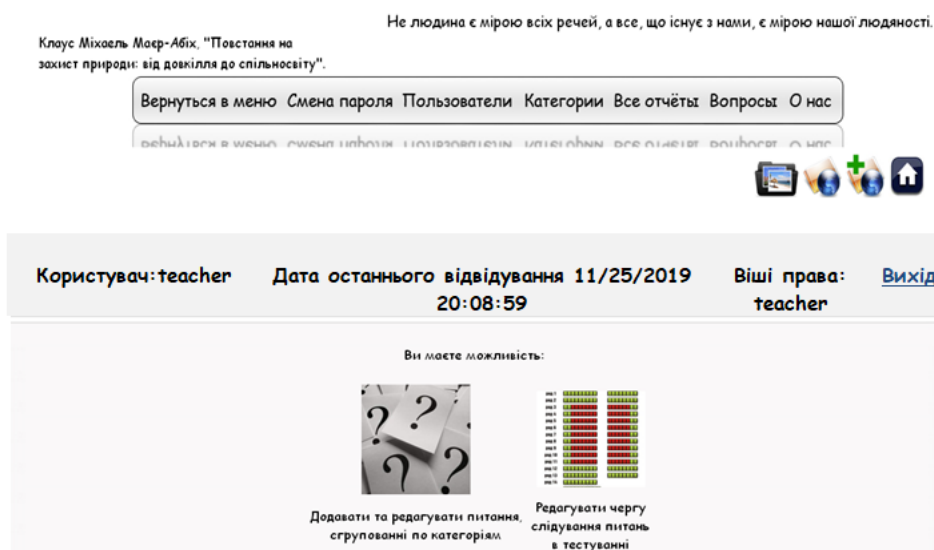 Не людина є мірою всіх речей, а все, що існує з нами, є мірою нашої людяності.
Клаус Міхаель Маєр-Абіх, "Повстання на
захист природи: від довкілля до спільносвіту".
Вернуться в меню Смена пароля Пользователи Категории Все отчёты Вопросы О нас
Користувач:teacher Дата останнього відвідування 11/25/2019 Віші права: Вихід
20:08:59 teacher
Ви маєте можливість:
Додавати та редагувати питання,
сгрупованні по категоріям
Редагувати чергу
слідування питань
в тестуванні